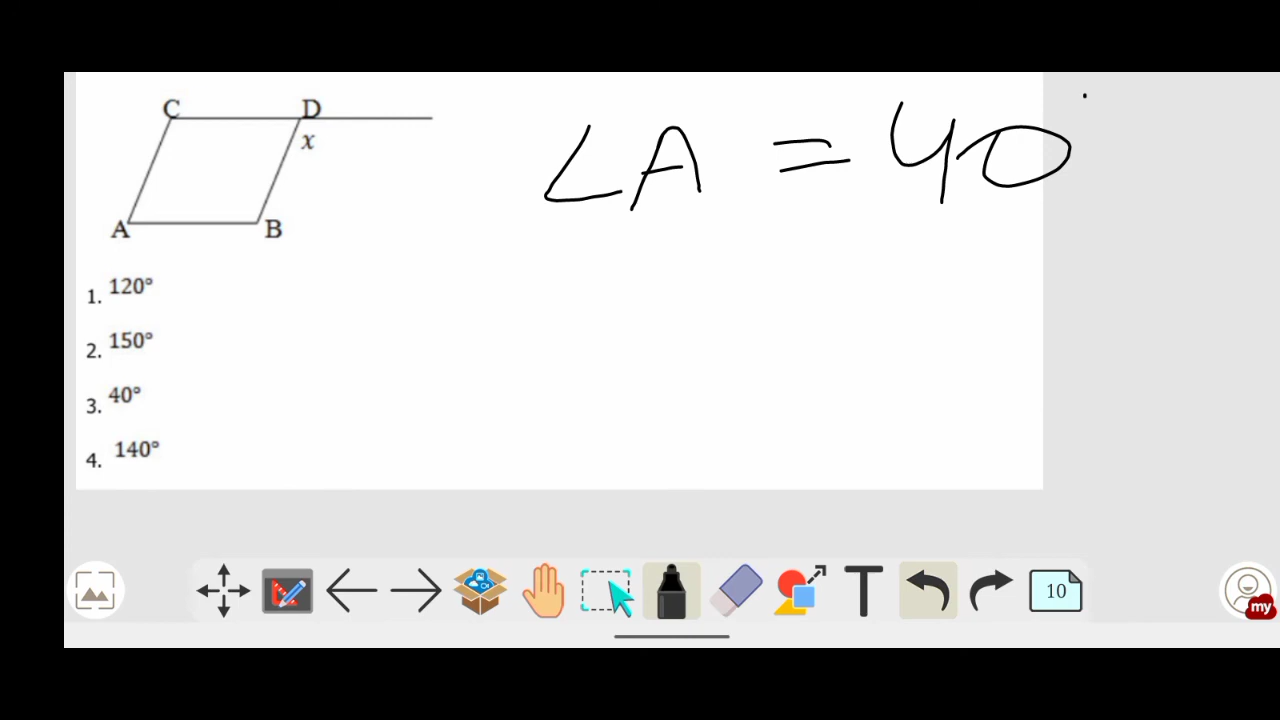 C D
x
A B
∠A = 40
1. 120°
2. 150°
3. 40°
4. 140°
T
10
my